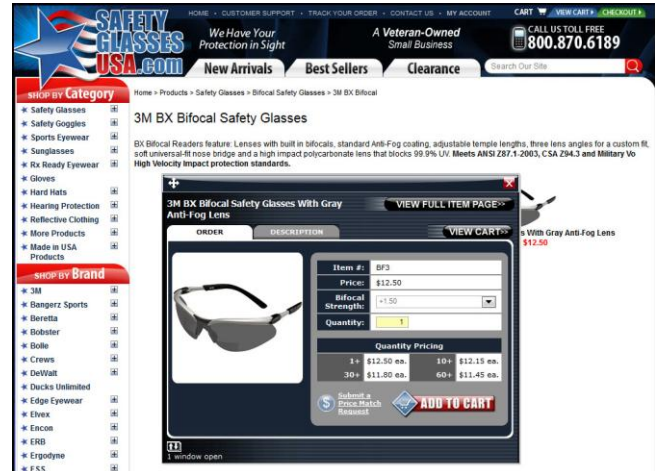 SAFETY
GLASSES
USA.COM
HOME • CUSTOMER SUPPORT • TRACK YOUR ORDER • CONTACT US • MY ACCOUNT
CART VIEW CART CHECKOUT
We Have Your
Protection in Sight
A Veteran-Owned
Small Business
CALL US TOLL FREE
800.870.6189
New Arrivals
Best Sellers
Clearance
Search Our Site
SHOP BY Category
Safety Glasses
Safety Goggles
Sports Eyewear
Sunglasses
Rx Ready Eyewear
Gloves
Hard Hats
Hearing Protection
Reflective Clothing
More Products
Made in USA
Products
SHOP BY Brand
3M
Bangerz Sports
Beretta
Bobster
Bolle
Crews
DeWalt
Ducks Unlimited
Edge Eyewear
Elvex
Encon
ERB
Ergodyne
ESS
Home > Products > Safety Glasses > Bifocal Safety Glasses > 3M BX Bifocal
3M BX Bifocal Safety Glasses
BX Bifocal Readers feature: Lenses with built in bifocals, standard Anti-Fog coating, adjustable temple lengths, three lens angles for a custom fit,
soft universal-fit nose bridge and a high impact polycarbonate lens that blocks 99.9% UV. Meets ANSI Z87.1-2003, CSA Z94.3 and Military Vo
High Velocity Impact protection standards.
3M BX Bifocal Safety Glasses With Gray
Anti-Fog Lens
VIEW FULL ITEM PAGE>>
ORDER
DESCRIPTION
VIEW CART>>
Item #: BF3
Price: $12.50
Bifocal
Strength: +1.50
Quantity: 1
Quantity Pricing
1+ $12.50 ea. 10+ $12.15 ea.
30+ $11.80 ea. 60+ $11.45 ea.
$ Submit a
Price Match
Request
ADD TO CART
1 window open
s With Gray Anti-Fog Lens
$12.50